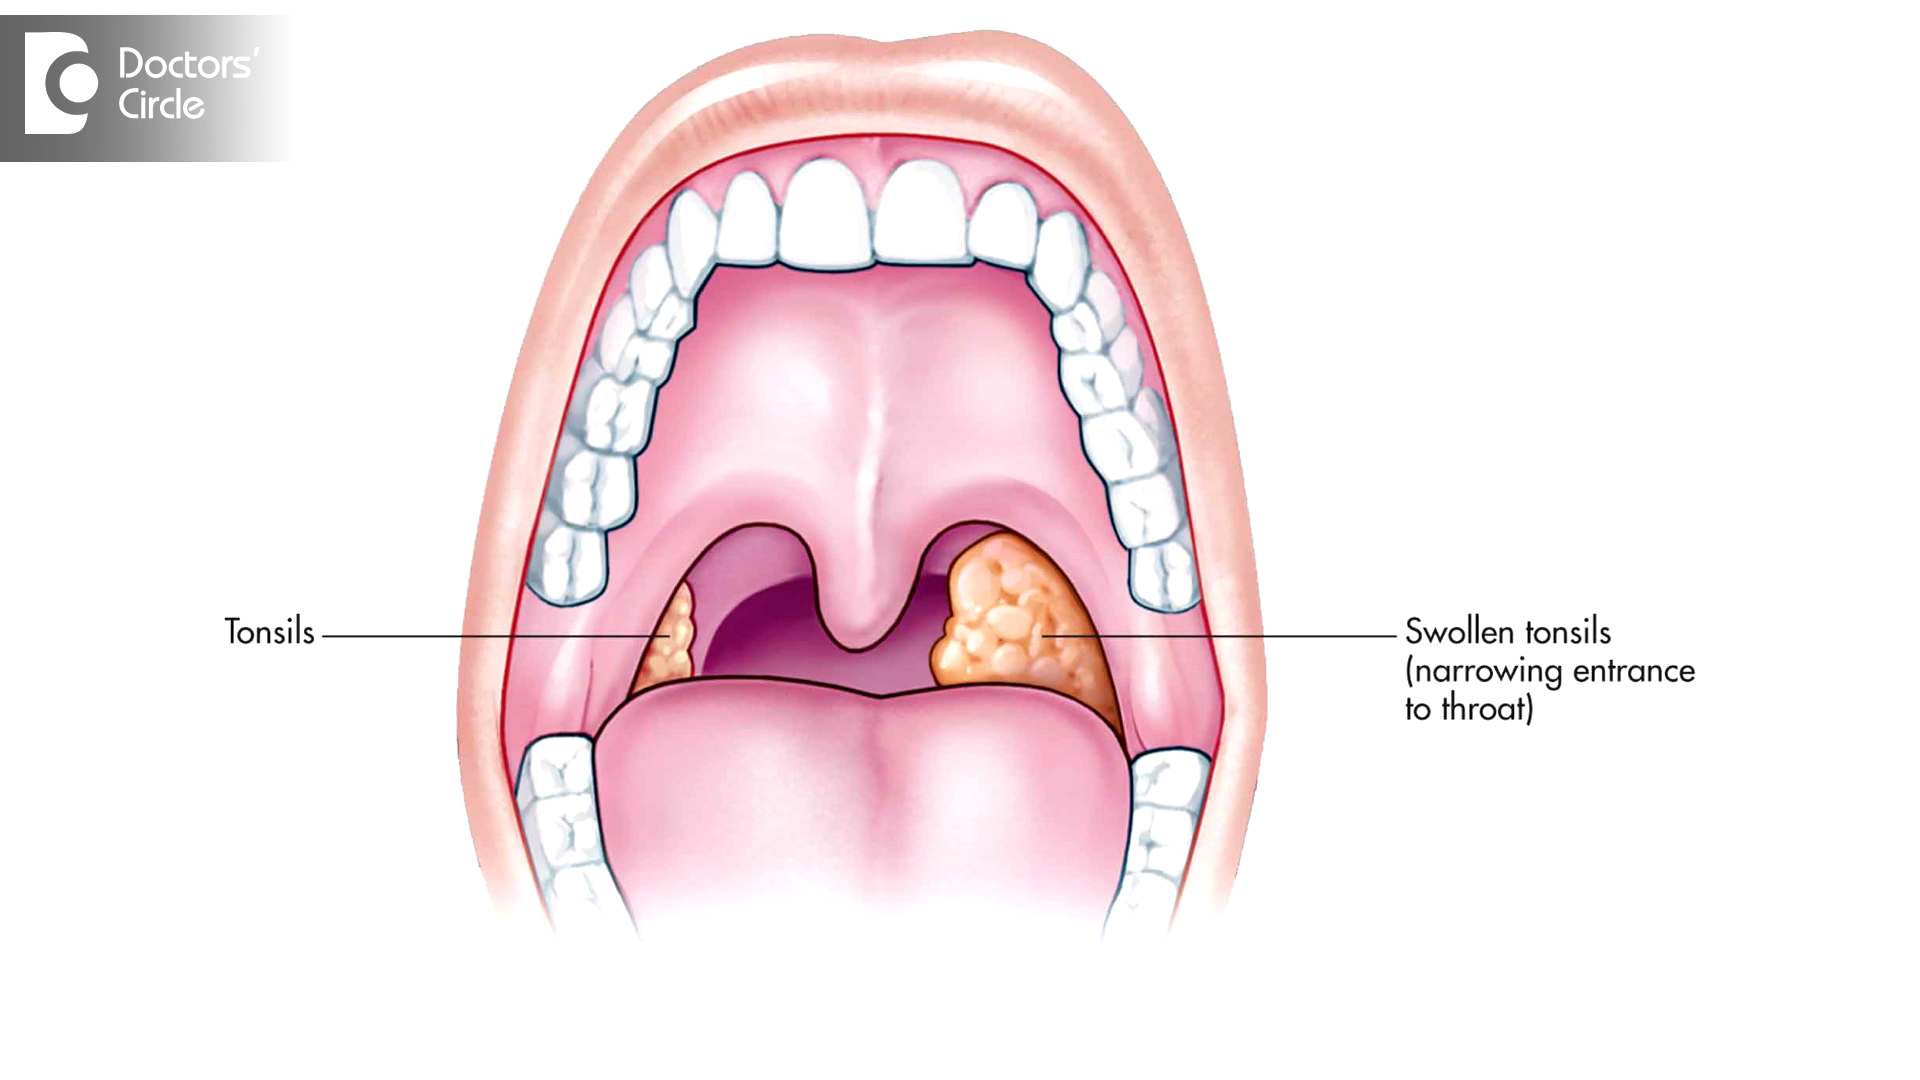 Doctors'
Circle
Tonsils
Swollen tonsils
(narrowing entrance
to throat)